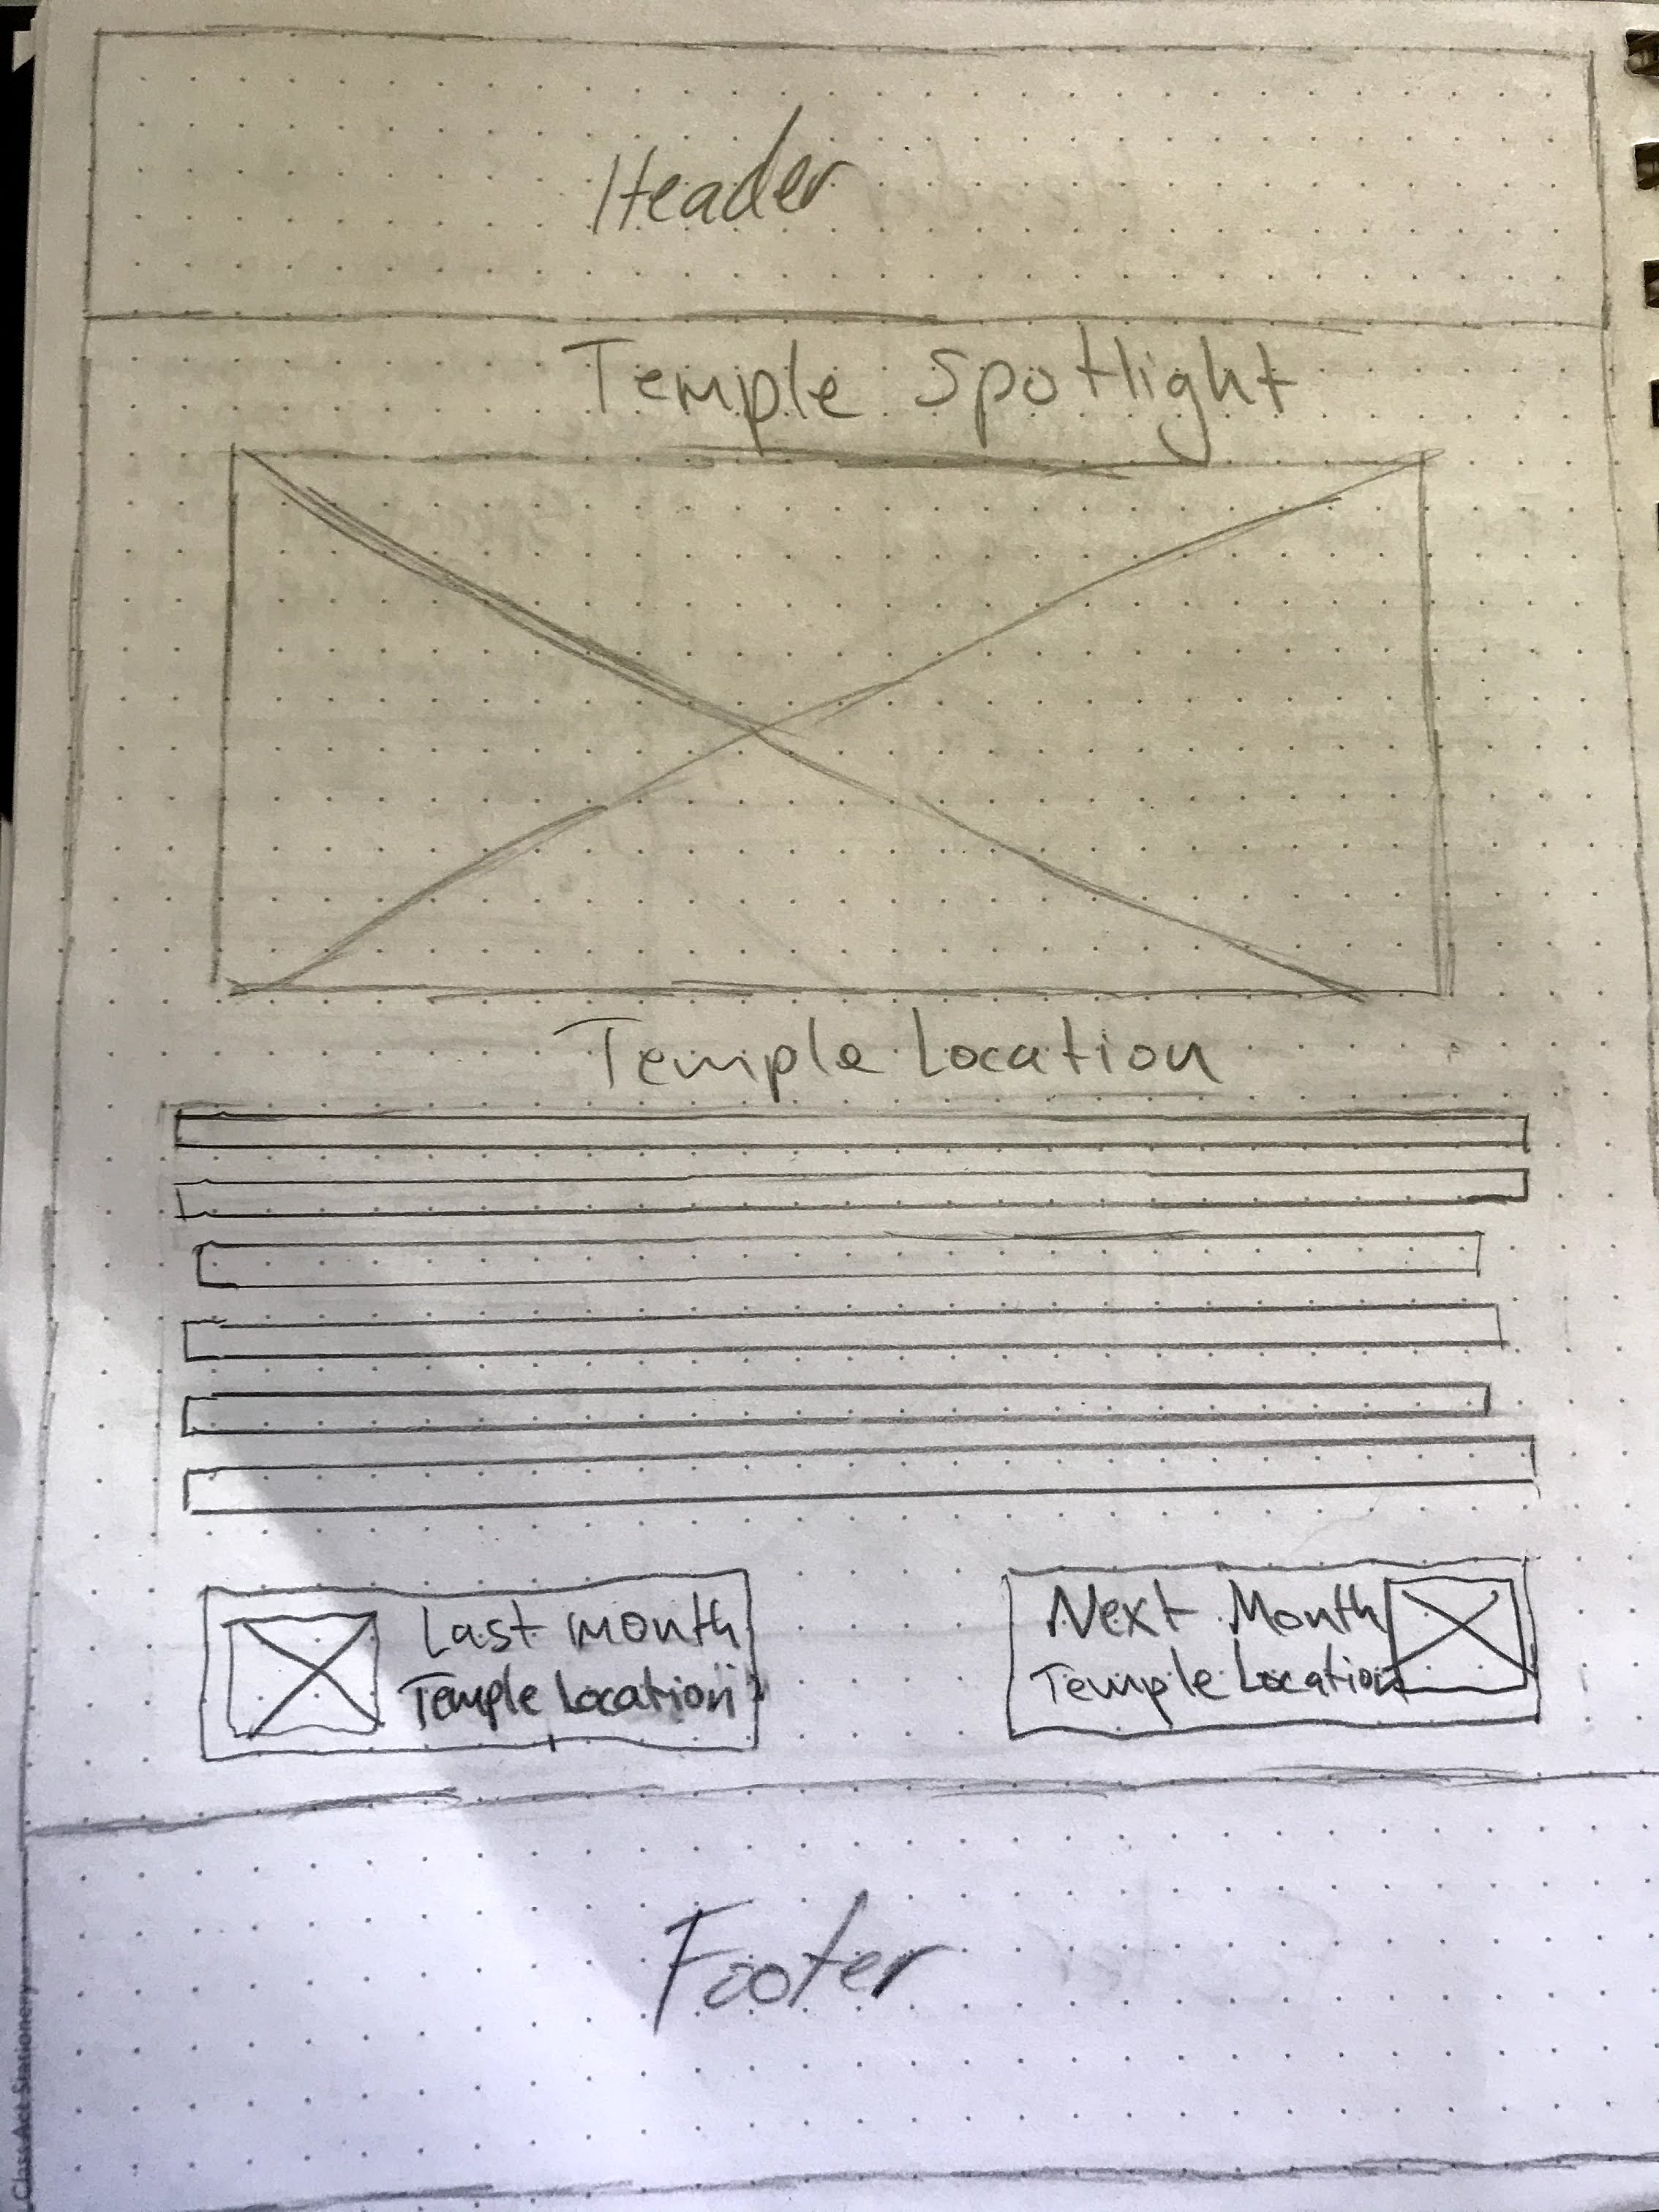 Header
Temple Spotlight
Temple Location
Last month
Temple Location
Next Month
Temple Location
Footer
Class Act Stationery